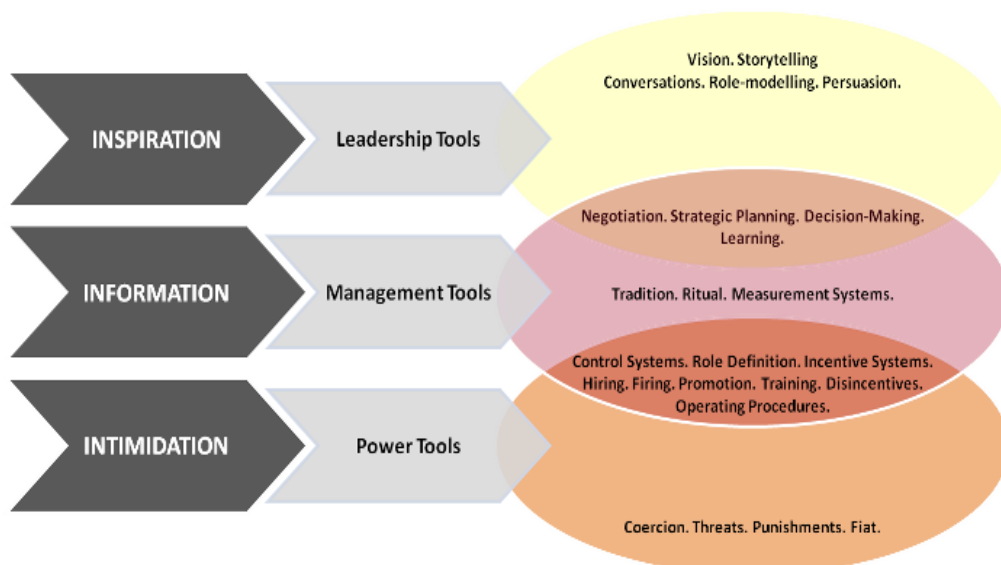 INSPIRATION
Leadership Tools
Vision. Storytelling
Conversations. Role-modelling. Persuasion.
Negotiation. Strategic Planning. Decision-Making.
Learning.
INFORMATION
Management Tools
Tradition. Ritual. Measurement Systems.
Control Systems. Role Definition. Incentive Systems.
Hiring. Firing. Promotion. Training. Disincentives.
Operating Procedures.
INTIMIDATION
Power Tools
Coercion. Threats. Punishments. Fiat.